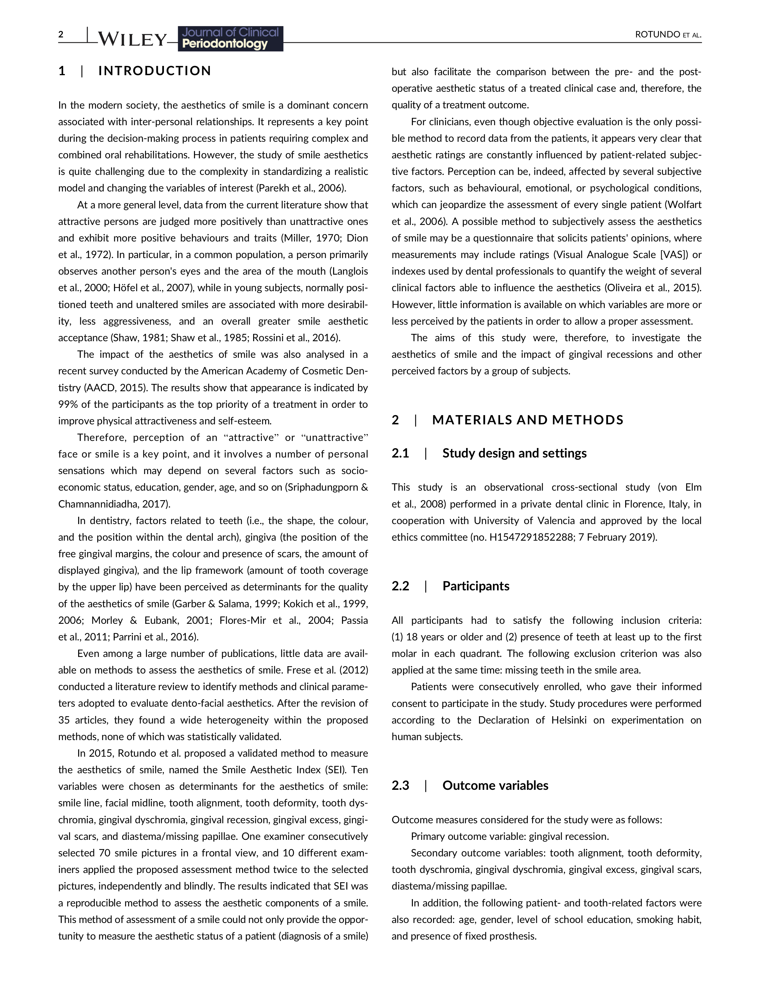 2
WILEY
Journal of Clinical
Periodontology
ROTUNDO ET AL.
1 | INTRODUCTION
In the modern society, the aesthetics of smile is a dominant concern
associated with inter-personal relationships. It represents a key point
during the decision-making process in patients requiring complex and
combined oral rehabilitations. However, the study of smile aesthetics
is quite challenging due to the complexity in standardizing a realistic
model and changing the variables of interest (Parekh et al., 2006).
At a more general level, data from the current literature show that
attractive persons are judged more positively than unattractive ones
and exhibit more positive behaviours and traits (Miller, 1970; Dion
et al., 1972). In particular, in a common population, a person primarily
observes another person's eyes and the area of the mouth (Langlois
et al., 2000; Höfel et al., 2007), while in young subjects, normally posi-
tioned teeth and unaltered smiles are associated with more desirabil-
ity, less aggressiveness, and an overall greater smile aesthetic
acceptance (Shaw, 1981; Shaw et al., 1985; Rossini et al., 2016).
The impact of the aesthetics of smile was also analysed in a
recent survey conducted by the American Academy of Cosmetic Den-
tistry (AACD, 2015). The results show that appearance is indicated by
99% of the participants as the top priority of a treatment in order to
improve physical attractiveness and self-esteem.
Therefore, perception of an “attractive” or “unattractive”
face or smile is a key point, and it involves a number of personal
sensations which may depend on several factors such as socio-
economic status, education, gender, age, and so on (Sriphadungporn &
Chamnannidiadha, 2017).
In dentistry, factors related to teeth (i.e., the shape, the colour,
and the position within the dental arch), gingiva (the position of the
free gingival margins, the colour and presence of scars, the amount of
displayed gingiva), and the lip framework (amount of tooth coverage
by the upper lip) have been perceived as determinants for the quality
of the aesthetics of smile (Garber & Salama, 1999; Kokich et al., 1999,
2006; Morley & Eubank, 2001; Flores-Mir et al., 2004; Passia
et al., 2011; Parrini et al., 2016).
Even among a large number of publications, little data are avail-
able on methods to assess the aesthetics of smile. Frese et al. (2012)
conducted a literature review to identify methods and clinical parame-
ters adopted to evaluate dento-facial aesthetics. After the revision of
35 articles, they found a wide heterogeneity within the proposed
methods, none of which was statistically validated.
In 2015, Rotundo et al. proposed a validated method to measure
the aesthetics of smile, named the Smile Aesthetic Index (SEI). Ten
variables were chosen as determinants for the aesthetics of smile:
smile line, facial midline, tooth alignment, tooth deformity, tooth dys-
chromia, gingival dyschromia, gingival recession, gingival excess, gingi-
val scars, and diastema/missing papillae. One examiner consecutively
selected 70 smile pictures in a frontal view, and 10 different exam-
iners applied the proposed assessment method twice to the selected
pictures, independently and blindly. The results indicated that SEI was
a reproducible method to assess the aesthetic components of a smile.
This method of assessment of a smile could not only provide the oppor-
tunity to measure the aesthetic status of a patient (diagnosis of a smile)
but also facilitate the comparison between the pre- and the post-
operative aesthetic status of a treated clinical case and, therefore, the
quality of a treatment outcome.
For clinicians, even though objective evaluation is the only possi-
ble method to record data from the patients, it appears very clear that
aesthetic ratings are constantly influenced by patient-related subjec-
tive factors. Perception can be, indeed, affected by several subjective
factors, such as behavioural, emotional, or psychological conditions,
which can jeopardize the assessment of every single patient (Wolfart
et al., 2006). A possible method to subjectively assess the aesthetics
of smile may be a questionnaire that solicits patients' opinions, where
measurements may include ratings (Visual Analogue Scale [VAS]) or
indexes used by dental professionals to quantify the weight of several
clinical factors able to influence the aesthetics (Oliveira et al., 2015).
However, little information is available on which variables are more or
less perceived by the patients in order to allow a proper assessment.
The aims of this study were, therefore, to investigate the
aesthetics of smile and the impact of gingival recessions and other
perceived factors by a group of subjects.
2 | MATERIALS AND METHODS
2.1 | Study design and settings
This study is an observational cross-sectional study (von Elm
et al., 2008) performed in a private dental clinic in Florence, Italy, in
cooperation with University of Valencia and approved by the local
ethics committee (no. H1547291852288; 7 February 2019).
2.2 | Participants
All participants had to satisfy the following inclusion criteria:
(1) 18 years or older and (2) presence of teeth at least up to the first
molar in each quadrant. The following exclusion criterion was also
applied at the same time: missing teeth in the smile area.
Patients were consecutively enrolled, who gave their informed
consent to participate in the study. Study procedures were performed
according to the Declaration of Helsinki on experimentation on
human subjects.
2.3 | Outcome variables
Outcome measures considered for the study were as follows:
Primary outcome variable: gingival recession.
Secondary outcome variables: tooth alignment, tooth deformity,
tooth dyschromia, gingival dyschromia, gingival excess, gingival scars,
diastema/missing papillae.
In addition, the following patient- and tooth-related factors were
also recorded: age, gender, level of school education, smoking habit,
and presence of fixed prosthesis.